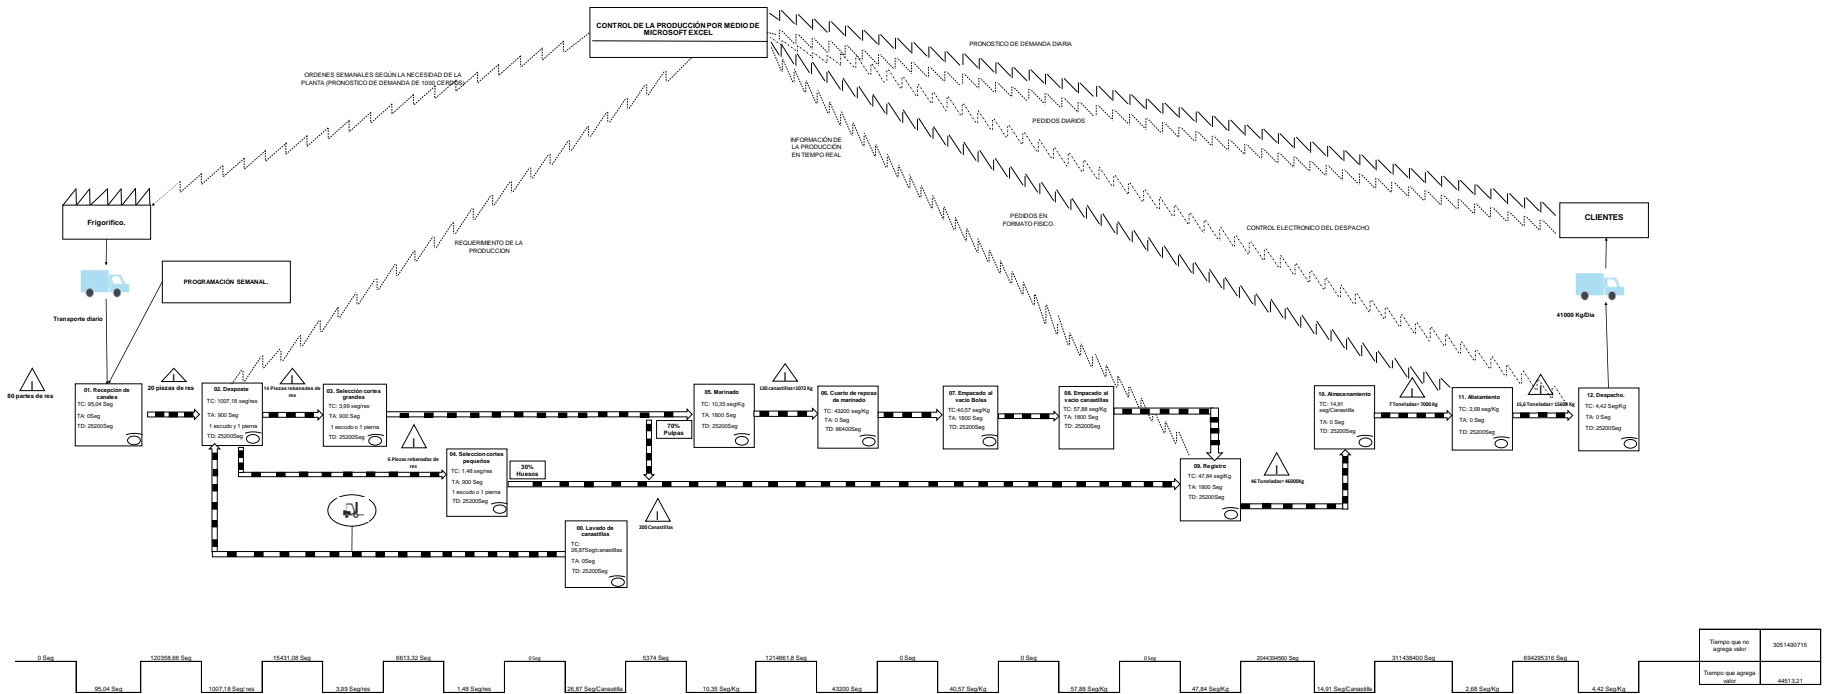 CONTROL DE LA PRODUCCIÓN POR MEDIO DE
MICROSOFT EXCEL
PRONOSTICO DE DEMANDA DIARIA
ORDENES SEMANALES SEGÚN LA NECESIDAD DE LA
PLANTA (PRONOSTICO DE DEMANDA DE 1000 CERDOS)
PEDIDOS DIARIOS
INFORMACIÓN DE
LA PRODUCCIÓN
EN TIEMPO REAL
Frigorífico.
CLIENTES
PEDIDOS EN
FORMATO FISICO.
CONTROL ELECTRONICO DEL DESPACHO
REQUERIMIENTO DE LA
PRODUCCION
PROGRAMACIÓN SEMANAL.
Transporte diario
41000 Kg/Dia
80 partes de res
01. Recepción de
canales
TC: 95,04 Seg
TA: 0Seg
TD: 25200Seg
20 piezas de res
02. Desposte
TC: 1007,18 seg/res
TA: 900 Seg
1 escudo y 1 pierna
TD: 25200Seg
14 Piezas rebanadas de
res
03. Selección cortes
grandes
TC: 3,99 seg/res
TA: 900 Seg
1 escudo o 1 pierna
TD: 25200Seg
6 Piezas rebanadas de
res
04. Seleccion cortes
pequeños
TC: 1,48 seg/res
TA: 900 Seg
1 escudo o 1 pierna
TD: 25200Seg
30%
Huesos
70%
Pulpas
200 Canastillas
00. Lavado de
canastillas
TC:
26,87Seg/canastillas
TA: 0Seg
TD: 25200Seg
05. Marinado
TC: 10,35 seg/Kg
TA: 1800 Seg
TD: 25200Seg
130 canastillas=1072 Kg
06. Cuarto de reposo
de marinado
TC: 43200 seg/Kg
TA: 0 Seg
TD: 86400Seg
07. Empacado al
vacio Bolsa
TC:40,57 seg/Kg
TA: 1800 Seg
TD: 25200Seg
08. Empacado al
vacio canastillas
TC: 57,88 seg/Kg
TA: 1800 Seg
TD: 25200Seg
09. Registro
TC: 47,84 seg/Kg
TA: 1800 Seg
TD: 25200Seg
46 Toneladas= 46000Kg
10. Almacenamiento
TC: 14,91
seg/Canastilla
TA: 0 Seg
TD: 25200Seg
7 Toneladas= 7000 Kg
11. Alistamiento
TC: 2,68 seg/Kg
TA: 0 Seg
TD: 25200Seg
15,6 Toneladas= 15600 Kg
12. Despacho.
TC: 4,42 Seg/Kg
TA: 0 Seg
TD: 25200Seg
0 Seg
120358,66 Seg
15431,08 Seg
6613,32 Seg
0 Seg
5374 Seg
1214661,8 Seg
0 Seg
0 Seg
0 Seg
2044394560 Seg
311438400 Seg
694295316 Seg
95,04 Seg
1007,18 Seg/ res
3,99 Seg/res
1,48 Seg/res
26,87 Seg/Canastilla
10,35 Seg/Kg
43200 Seg
40,57 Seg/Kg
57,88 Seg/Kg
47,84 Seg/Kg
14,91 Seg/Canastilla
2,68 Seg/Kg
4,42 Seg/Kg
Tiempo que no
agrega valor
3051490715
Tiempo que agrega
valor
44513,21